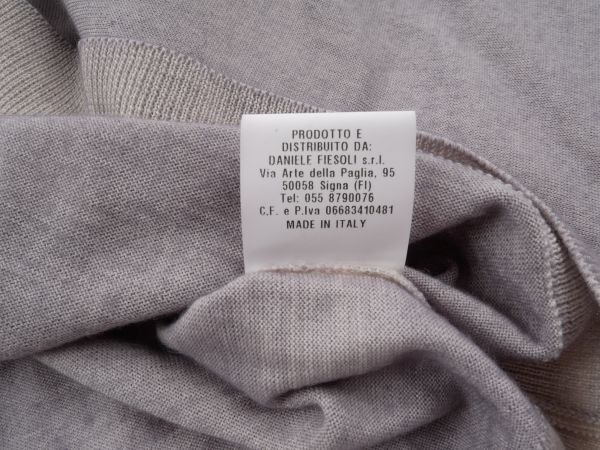 PRODOTTO E
DISTRIBUITO DA:
DANIELE FIESOLI s.r.l.
Via Arte della Paglia, 95
50058 Signa (FI)
Tel: 055 8790076
C.F. e P.Iva 06683410481
MADE IN ITALY